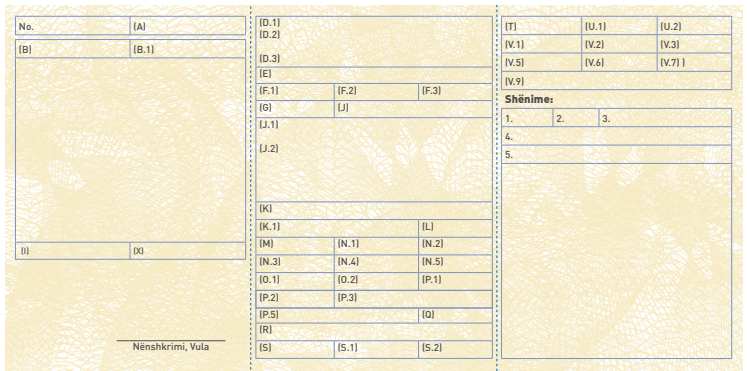 No. (A)
(B) (B.1)
(I) (X)
Nënshkrimi, Vula
(D.1)
(D.2)
(D.3)
(E)
(F.1) (F.2) (F.3)
(G) (J)
(J.1)
(J.2)
(K)
(K.1) (L)
(M) (N.1) (N.2)
(N.3) (N.4) (N.5)
(O.1) (O.2) (P.1)
(P.2) (P.3)
(P.5) (Q)
(R)
(S) (S.1) (S.2)
(T) (U.1) (U.2)
(V.1) (V.2) (V.3)
(V.5) (V.6) (V.7) )
(V.9)
Shënime:
1. 2. 3.
4.
5.